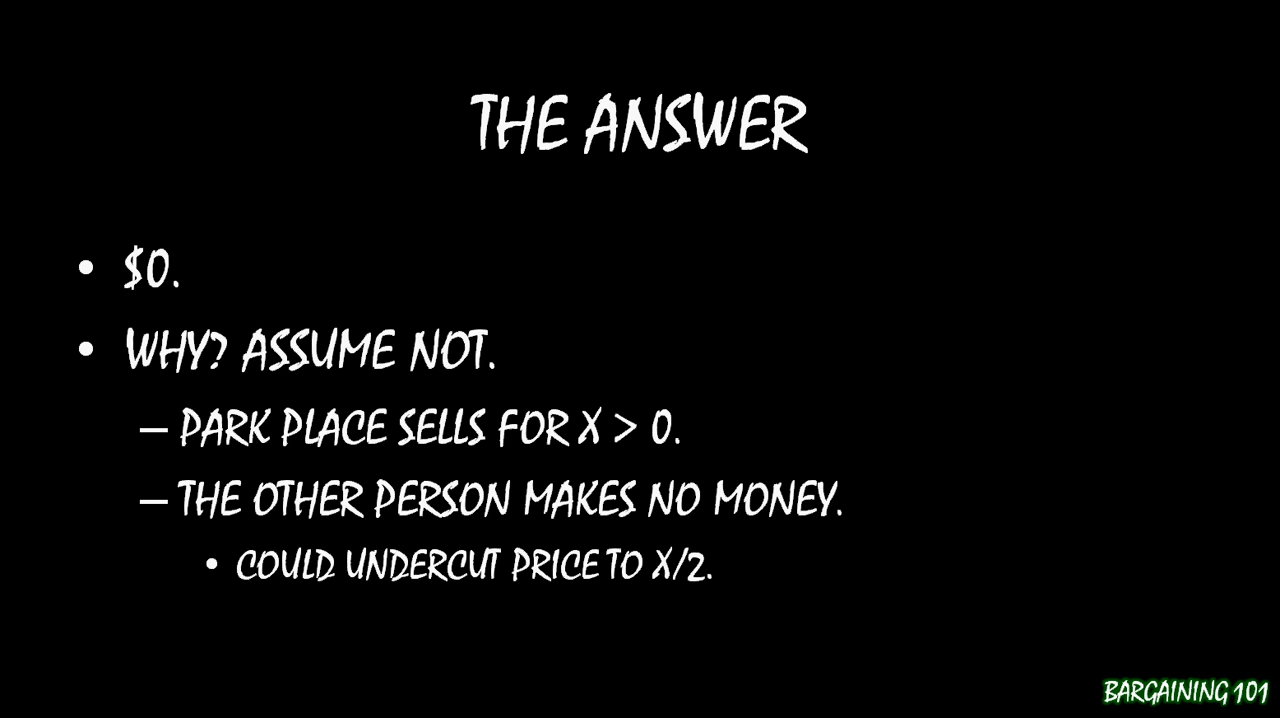 THE ANSWER
• $0.
• WHY? ASSUME NOT.
– PARK PLACE SELLS FOR X > 0.
– THE OTHER PERSON MAKES NO MONEY.
• COULD UNDERCUT PRICE TO X/2.
BARGAINING 101